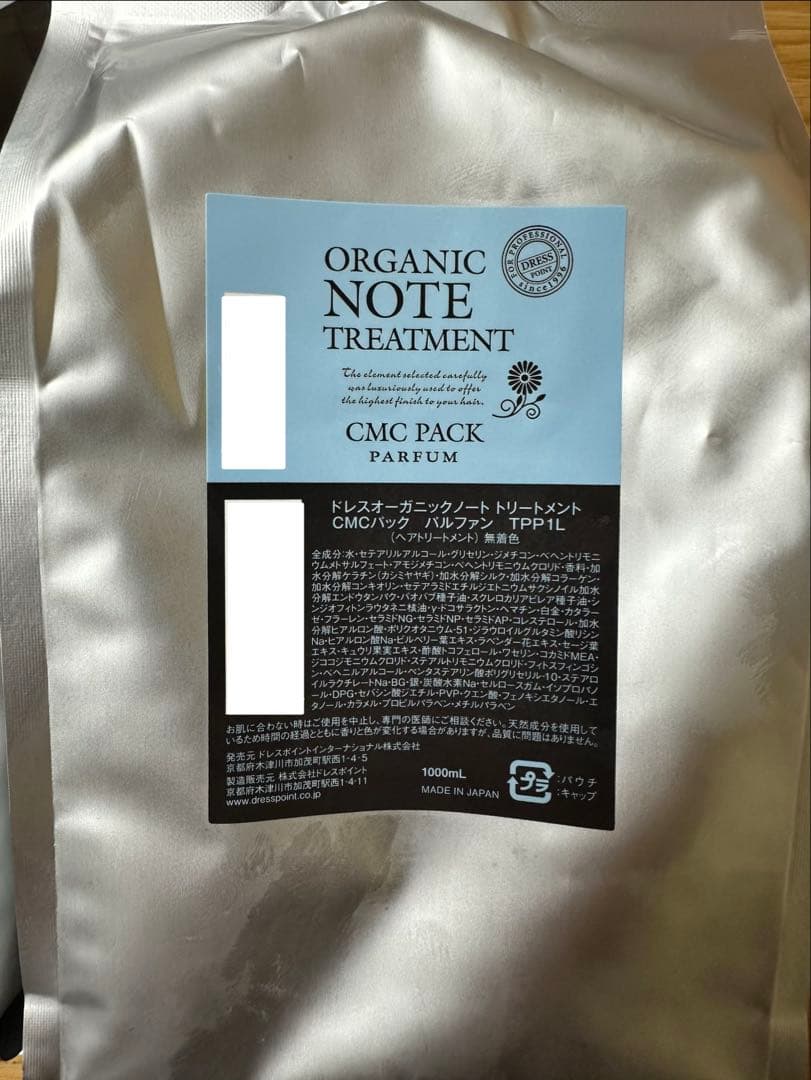 ORGANIC
NOTE
TREATMENT
FOR PROFESSIONAL
DRESS
POINT
since1996
The element selected carefully
was luxuriously used to offer
the highest finish to your hair.
CMC PACK
PARFUM
ドレスオーガニックノート トリートメント
CMCパック パルファン TPP1L
(ヘアトリートメント) 無着色
全成分:水・セテアリルアルコール・グリセリン・ジメチコン・ベヘントリモニ
ウムメトサルフェート・アモジメチコン・ベヘントリモニウムクロリド・香料・加
水分解ケラチン(カシミヤヤギ)・加水分解シルク・加水分解コラーゲン・
加水分解コンキオリン・セテアラミドエチルジエトニウムサクシノイル加水
分解エンドウタンパク・バオバブ種子油・スクレロカリアビレア種子油・シ
ンジオフィトンラウタネニ核油・γ-ドコサラクトン・ヘマチン・白金・カタラー
ゼ・フラーレン・セラミドNG・セラミドNP・セラミドAP・コレステロール・加水
分解ヒアルロン酸・ポリクオタニウム-51・ジラウロイルグルタミン酸リシン
Na・ヒアルロン酸Na・ビルベリー葉エキス・ラベンダー花エキス・セージ葉
エキス・キュウリ果実エキス・酢酸トコフェロール・ワセリン・コカミドMEA・
ジココジモニウムクロリド・ステアルトリモニウムクロリド・フィトスフィンゴシ
ン・ベヘニルアルコール・ペンタステアリン酸ポリグリセリル-10・ステアロ
イルラクチレートNa・BG・銀・炭酸水素Na・セルロースガム・イソプロパノ
ール・DPG・セバシン酸ジエチル・PVP・クエン酸・フェノキシエタノール・エ
タノール・カラメル・プロピルパラベン・メチルパラベン
お肌に合わない時はご使用を中止し、専門の医師にご相談ください。天然成分を使用して
いるため時間の経過とともに香りと色が変化する場合がありますが、品質に問題はありません。
発売元 ドレスポイントインターナショナル株式会社
京都府木津川市加茂町駅西1-4-5
製造販売元 株式会社ドレスポイント
京都府木津川市加茂町駅西1-4-11
www.dresspoint.co.jp
1000mL
MADE IN JAPAN
プラ
:パウチ
:キャップ